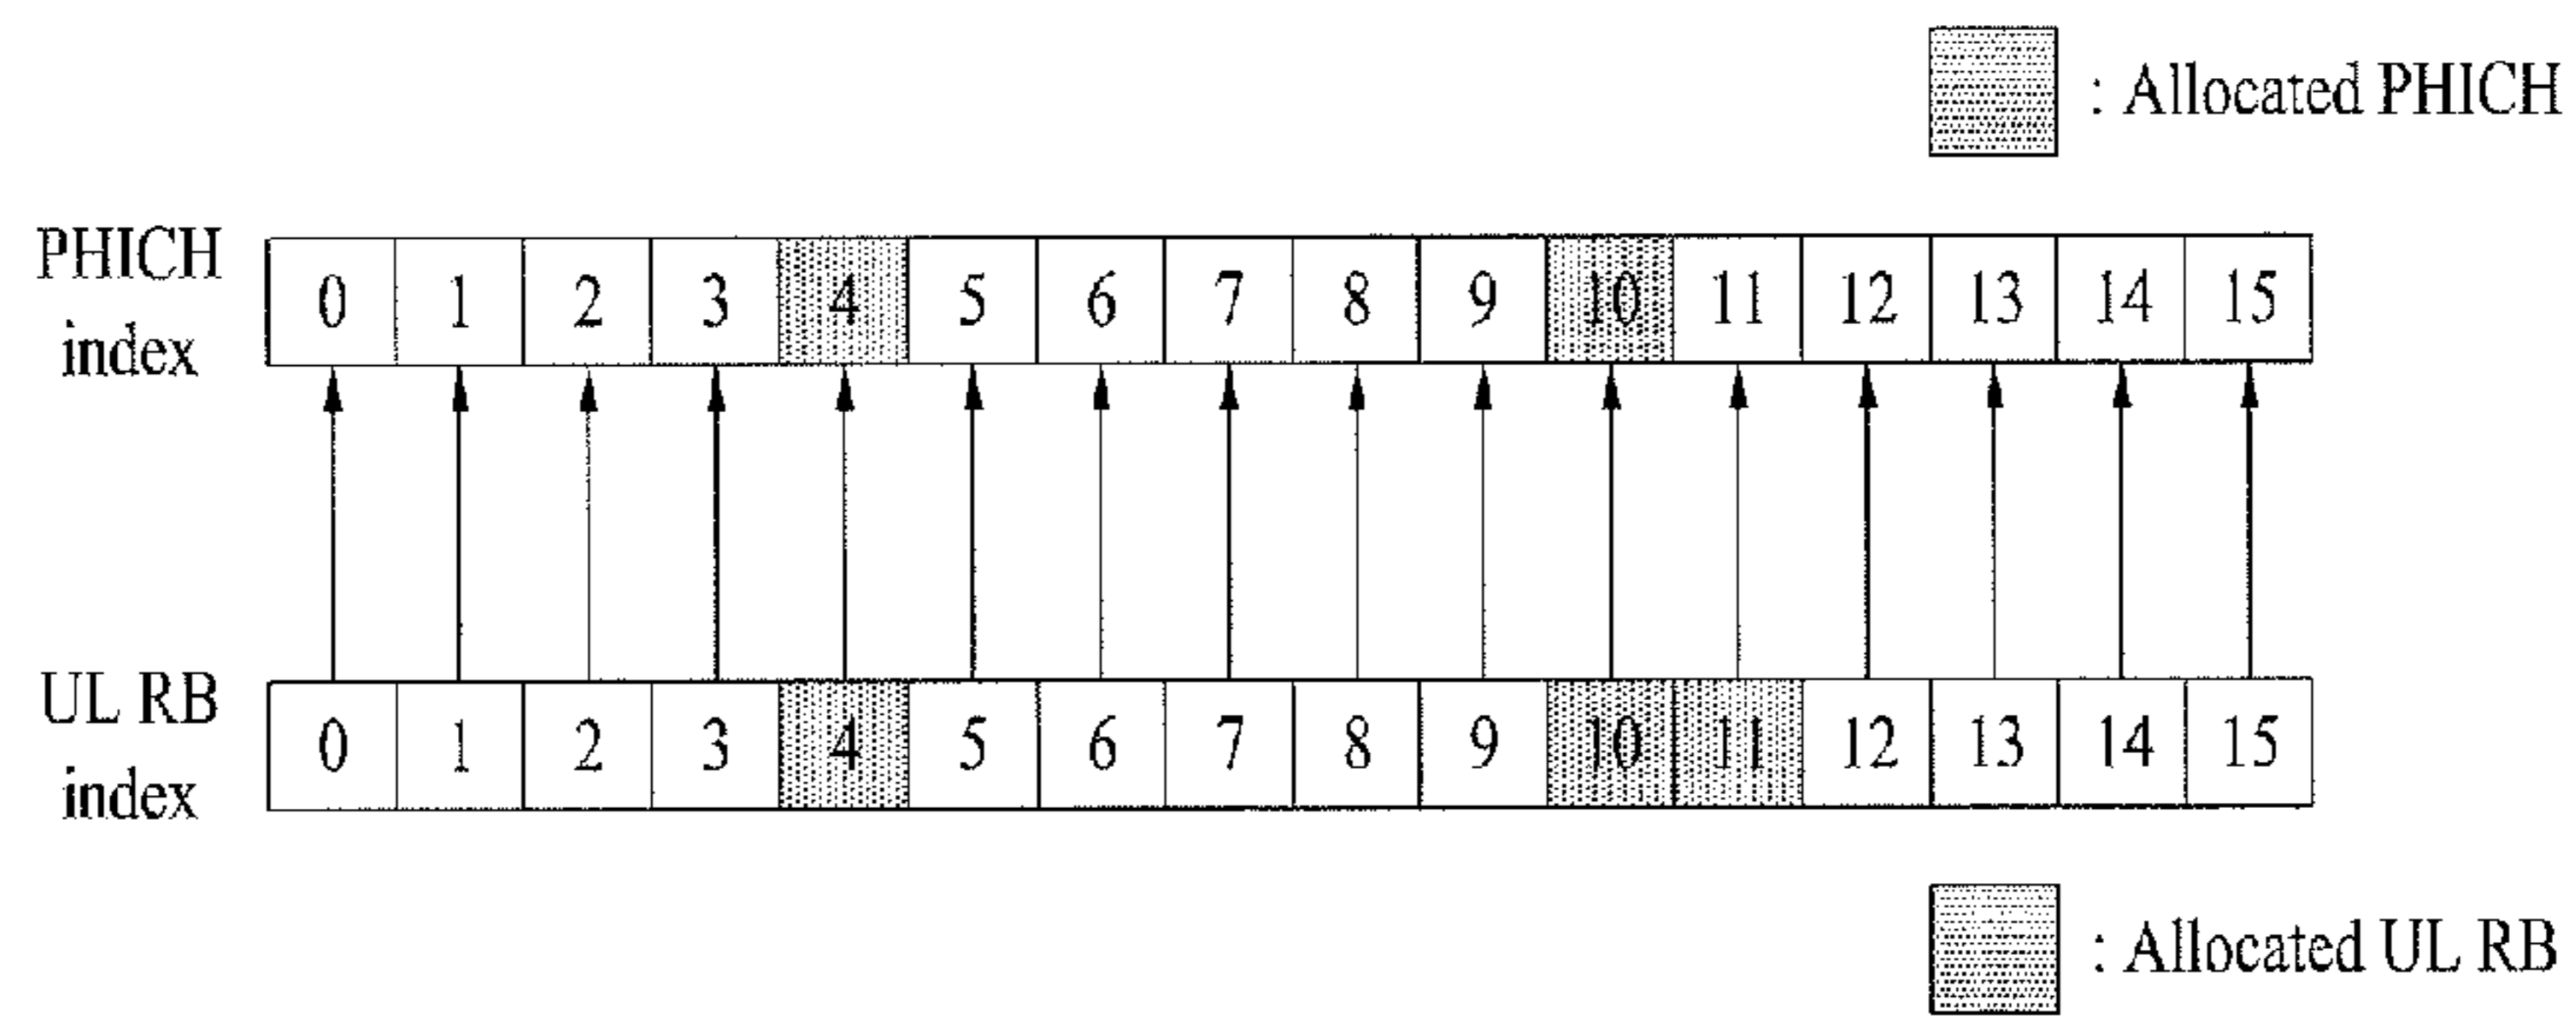 : Allocated PHICH
PHICH
index
0 1 2 3 4 5 6 7 8 9 10 11 12 13 14 15
UL RB
index
0 1 2 3 4 5 6 7 8 9 10 11 12 13 14 15
: Allocated UL RB